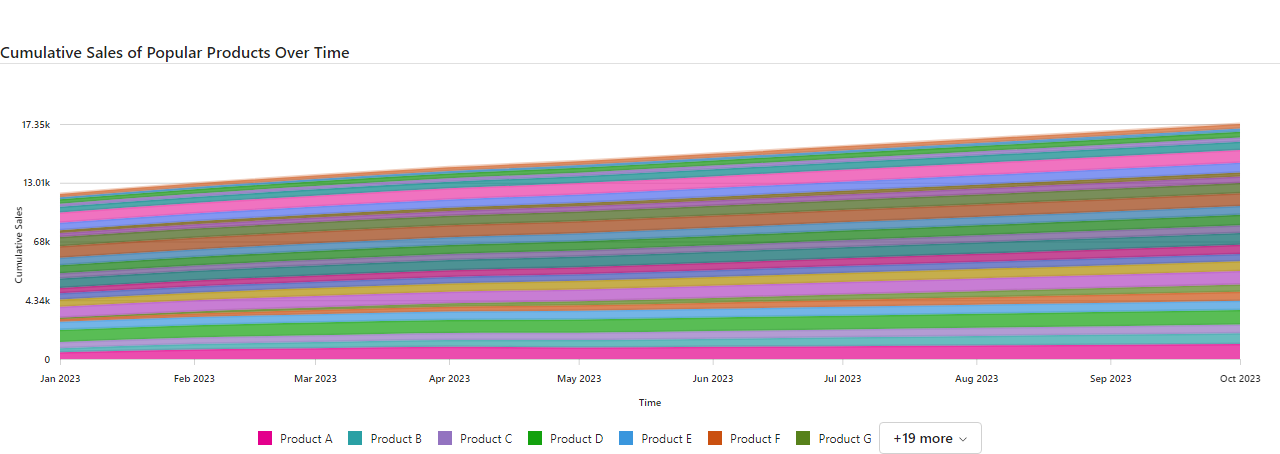 Cumulative Sales of Popular Products Over Time
17.35k
13.01k
68k
4.34k
0
Cumulative Sales
Jan 2023 Feb 2023 Mar 2023 Apr 2023 May 2023 Jun 2023 Jul 2023 Aug 2023 Sep 2023 Oct 2023
Time
Product A Product B Product C Product D Product E Product F Product G +19 more